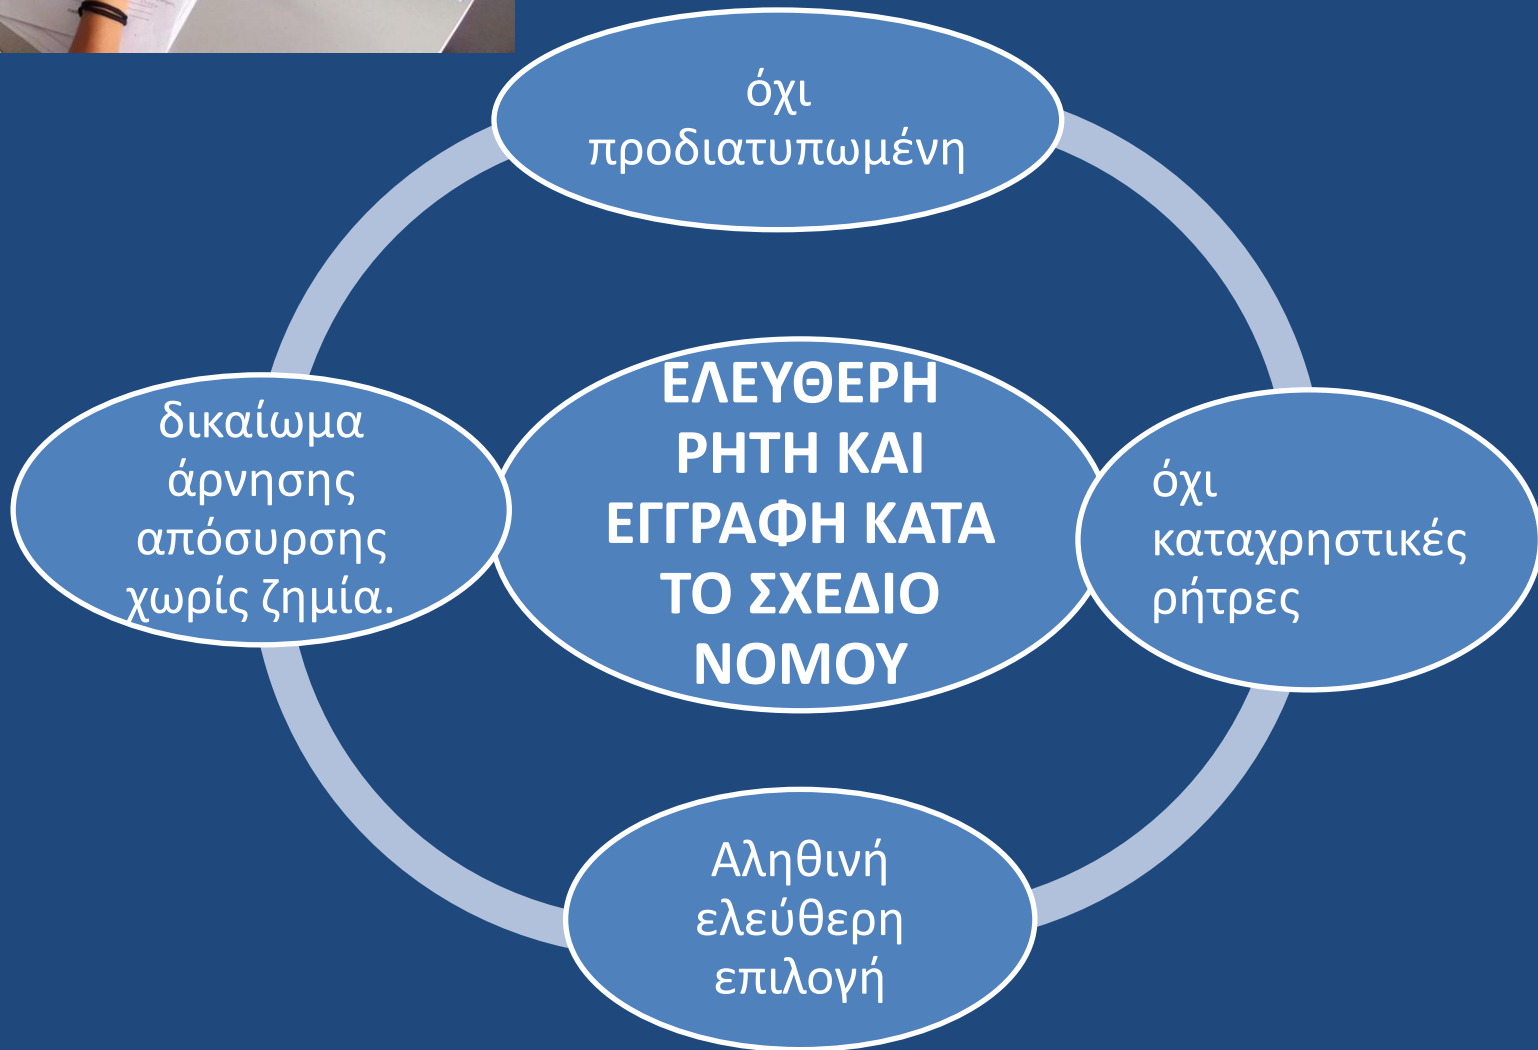 όχι
προδιατυπωμένη
δικαίωμα
άρνησης
απόσυρσης
χωρίς ζημία.
ΕΛΕΥΘΕΡΗ
ΡΗΤΗ ΚΑΙ
ΕΓΓΡΑΦΗ ΚΑΤΑ
ΤΟ ΣΧΕΔΙΟ
ΝΟΜΟΥ
όχι
καταχρηστικές
ρήτρες
Αληθινή
ελεύθερη
επιλογή